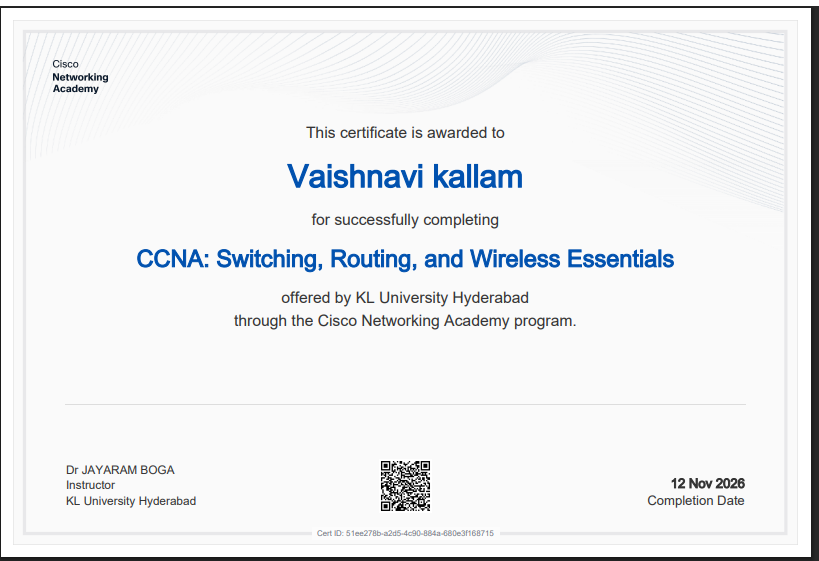 Cisco
Networking
Academy
This certificate is awarded to
Vaishnavi kallam
for successfully completing
CCNA: Switching, Routing, and Wireless Essentials
offered by KL University Hyderabad
through the Cisco Networking Academy program.
Dr JAYARAM BOGA
Instructor
KL University Hyderabad
12 Nov 2026
Completion Date
Cert ID: 51ee278b-a2d5-4c90-884a-680e3f168715